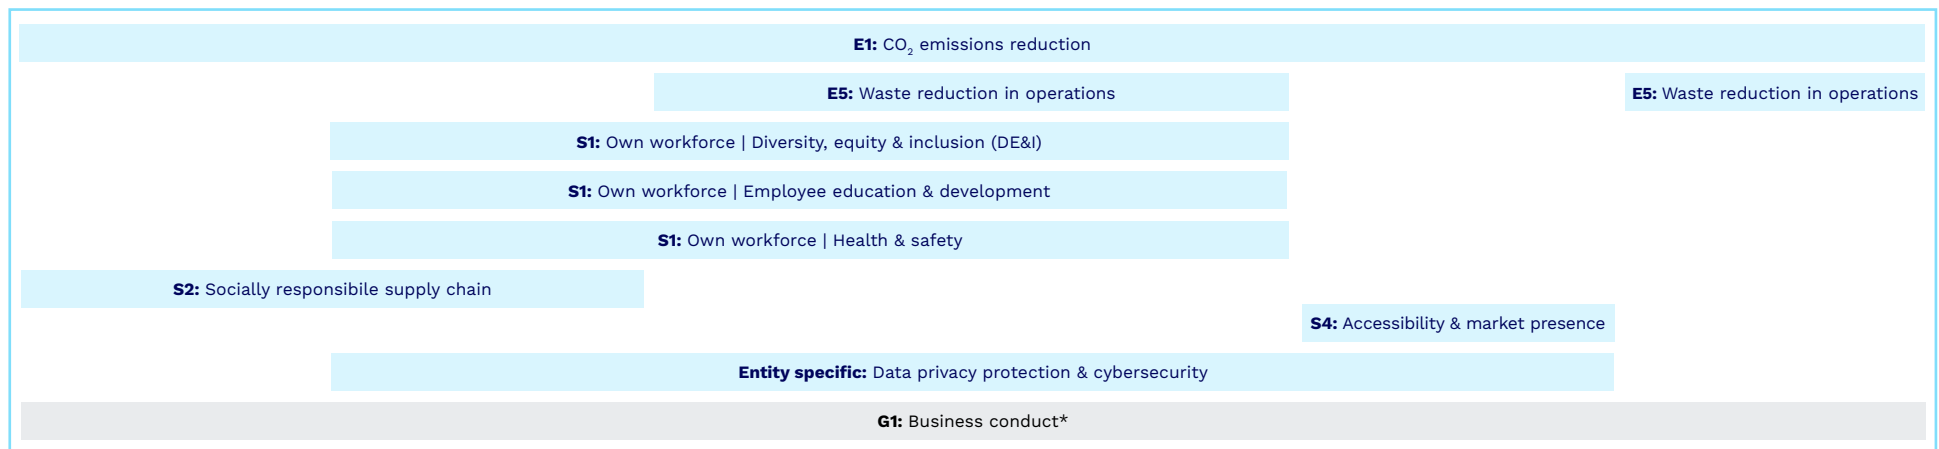 E1: CO₂ emissions reduction
E5: Waste reduction in operations
E5: Waste reduction in operations
S1: Own workforce | Diversity, equity & inclusion (DE&I)
S1: Own workforce | Employee education & development
S1: Own workforce | Health & safety
S2: Socially responsibile supply chain
S4: Accessibility & market presence
Entity specific: Data privacy protection & cybersecurity
G1: Business conduct*